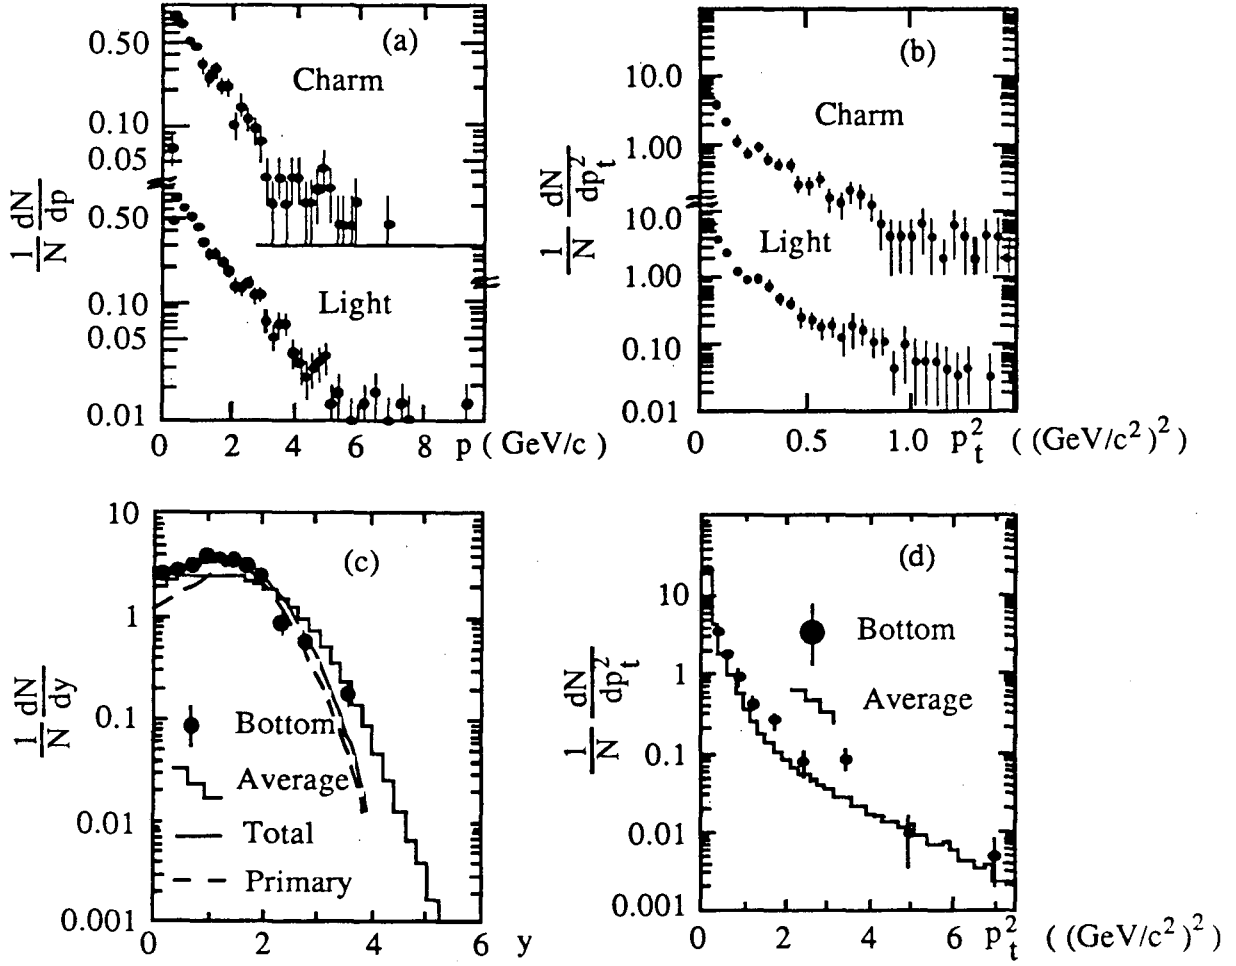 (a)
0.50
Charm
0.10
0.05
0.50
Light
0.10
0.05
0.01
1 dN
N dp
0 2 4 6 8 p ( GeV/c )
(b)
10.0
Charm
1.00
10.0
Light
1.00
0.10
0.01
1 dN
N dp_t^2
0 0.5 1.0 p_t^2 ( (GeV/c^2)^2 )
10
(c)
1
0.1
Bottom
Average
0.01
Total
Primary
0.001
1 dN
N dy
0 2 4 6 y
(d)
10
Bottom
1
Average
0.1
0.01
0.001
1 dN
N dp_t^2
0 2 4 6 p_t^2 ( (GeV/c^2)^2 )